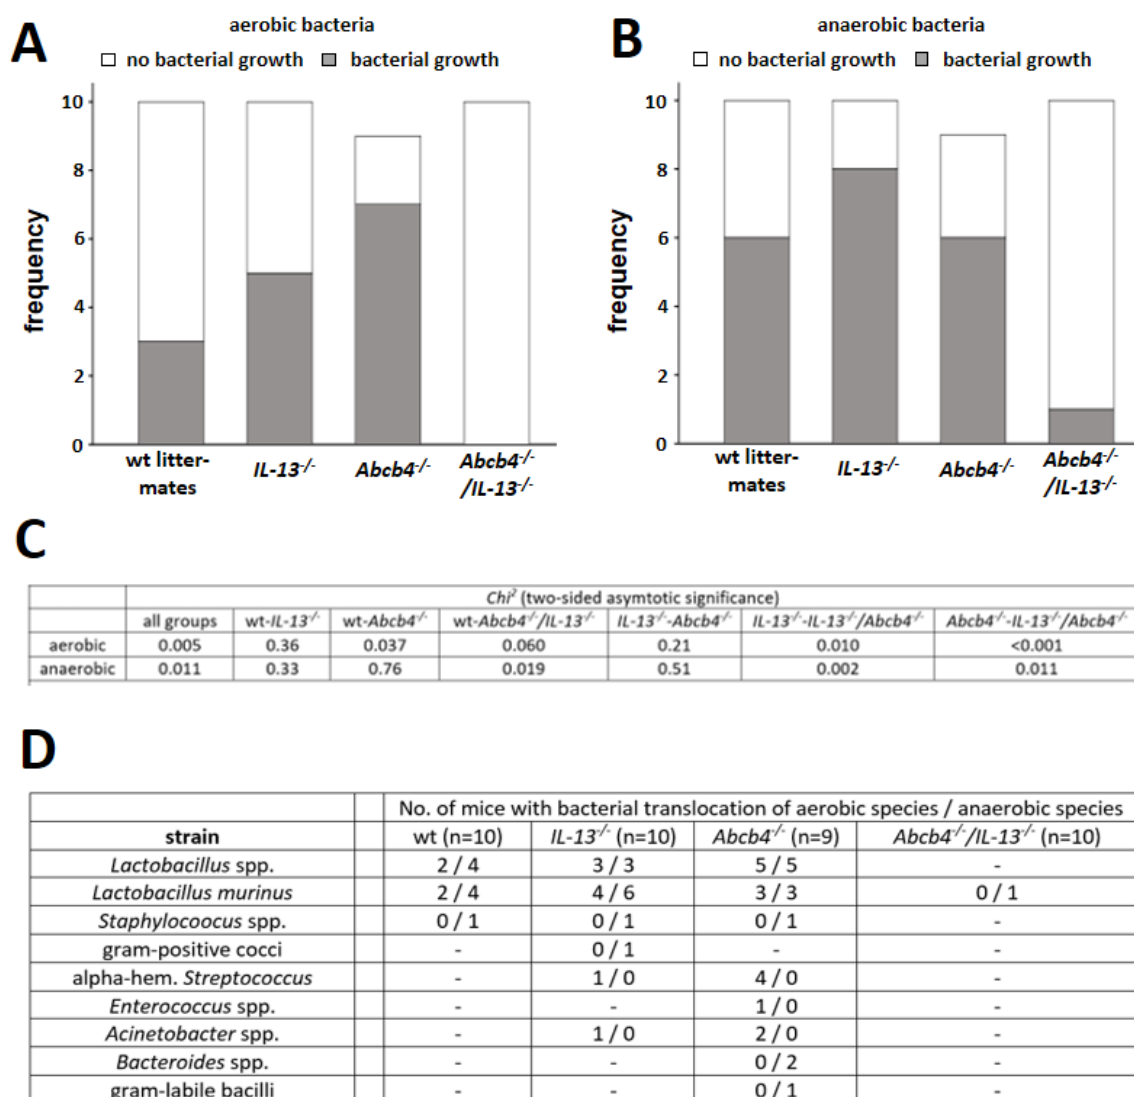 A
aerobic bacteria
no bacterial growth bacterial growth
frequency
10
8
6
4
2
0
wt litter-
mates
IL-13-/-
Abcb4-/-
Abcb4-/-
/IL-13-/-
B
anaerobic bacteria
no bacterial growth bacterial growth
frequency
10
8
6
4
2
0
wt litter-
mates
IL-13-/-
Abcb4-/-
Abcb4-/-
/IL-13-/-
C
Chi² (two-sided asymtotic significance)
all groups wt-IL-13-/- wt-Abcb4-/- wt-Abcb4-/-/IL-13-/- IL-13-/--Abcb4-/- IL-13-/--IL-13-/-/Abcb4-/- Abcb4-/--IL-13-/-/Abcb4-/-
aerobic 0.005 0.36 0.037 0.060 0.21 0.010 <0.001
anaerobic 0.011 0.33 0.76 0.019 0.51 0.002 0.011
D
No. of mice with bacterial translocation of aerobic species / anaerobic species
strain wt (n=10) IL-13-/- (n=10) Abcb4-/- (n=9) Abcb4-/-/IL-13-/- (n=10)
Lactobacillus spp. 2 / 4 3 / 3 5 / 5 -
Lactobacillus murinus 2 / 4 4 / 6 3 / 3 0 / 1
Staphylocoocus spp. 0 / 1 0 / 1 0 / 1 -
gram-positive cocci - 0 / 1 - -
alpha-hem. Streptococcus - 1 / 0 4 / 0 -
Enterococcus spp. - - 1 / 0 -
Acinetobacter spp. - 1 / 0 2 / 0 -
Bacteroides spp. - - 0 / 2 -
gram-labile bacilli - - 0 / 1 -